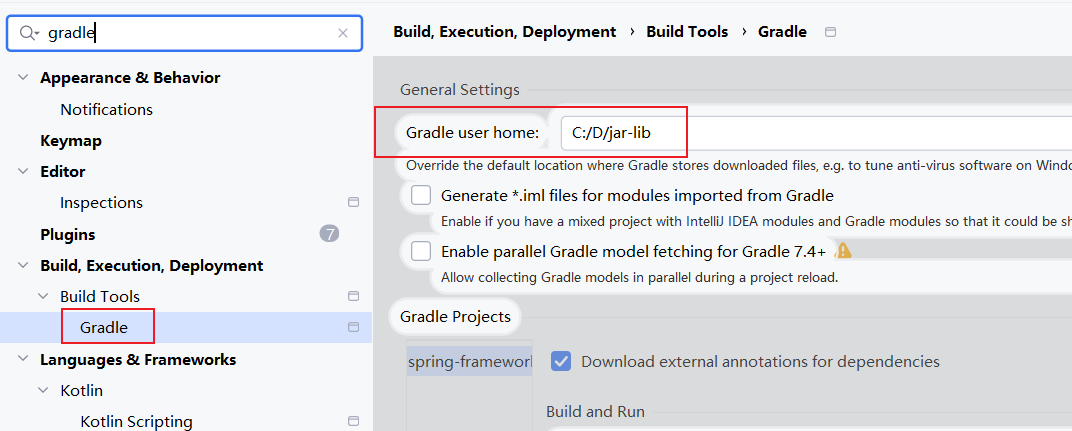 gradle
Appearance & Behavior
Notifications
Keymap
Editor
Inspections
Plugins
7
Build, Execution, Deployment
Build Tools
Gradle
Languages & Frameworks
Kotlin
Kotlin Scripting
Build, Execution, Deployment › Build Tools › Gradle
General Settings
Gradle user home: C:/D/jar-lib
Override the default location where Gradle stores downloaded files, e.g. to tune anti-virus software on Windo
Generate *.iml files for modules imported from Gradle
Enable if you have a mixed project with IntelliJ IDEA modules and Gradle modules so that it could be sh
Enable parallel Gradle model fetching for Gradle 7.4+
Allow collecting Gradle models in parallel during a project reload.
Gradle Projects
spring-framework
Download external annotations for dependencies
Build and Run